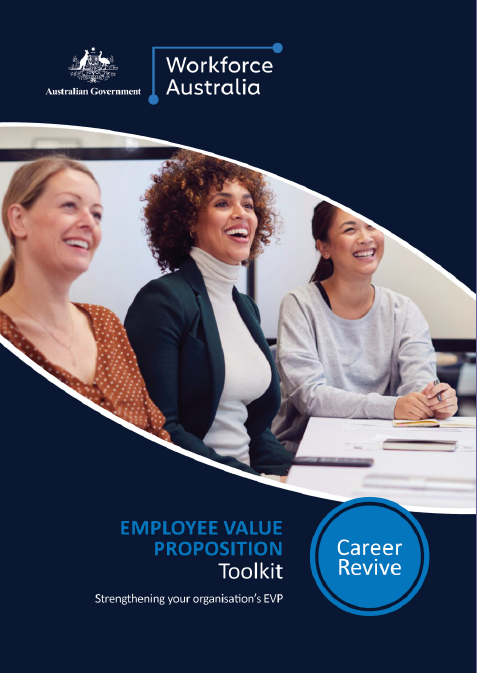 Australian Government
Workforce
Australia
EMPLOYEE VALUE
PROPOSITION
Toolkit
Strengthening your organisation's EVP
Career
Revive